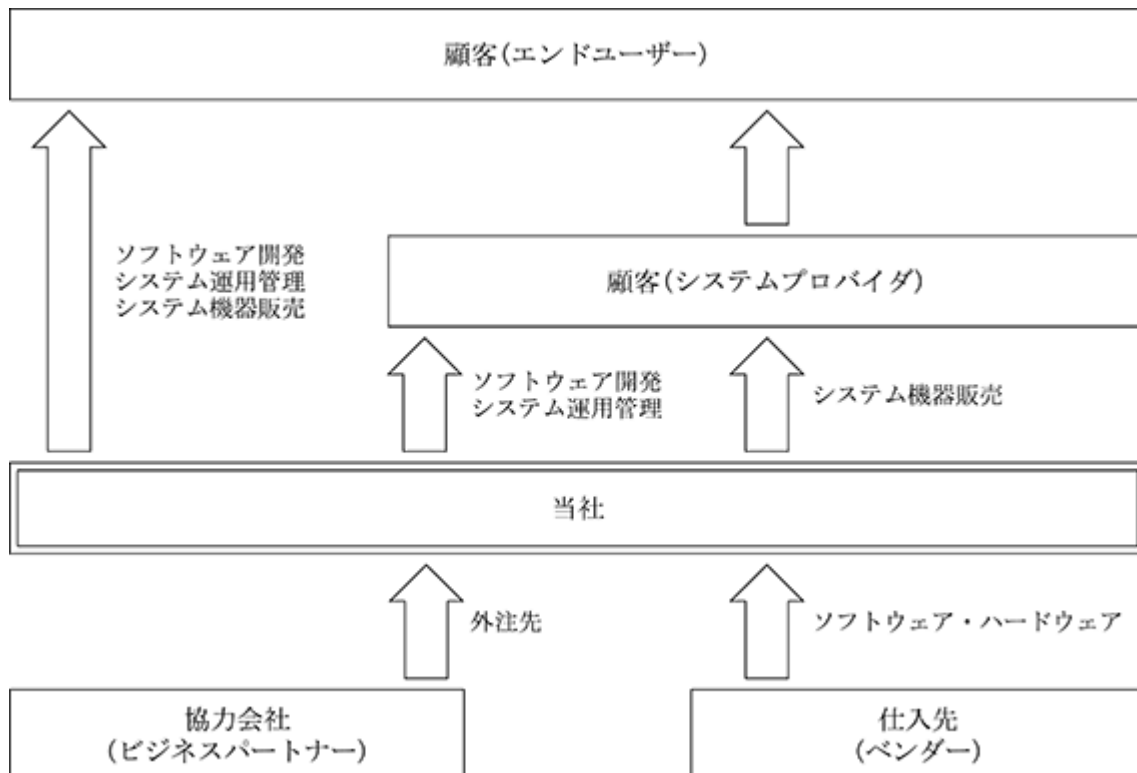 顧客(エンドユーザー)
ソフトウェア開発
システム運用管理
システム機器販売
顧客(システムプロバイダ)
ソフトウェア開発
システム運用管理
システム機器販売
当社
外注先
ソフトウェア・ハードウェア
協力会社
(ビジネスパートナー)
仕入先
(ベンダー)